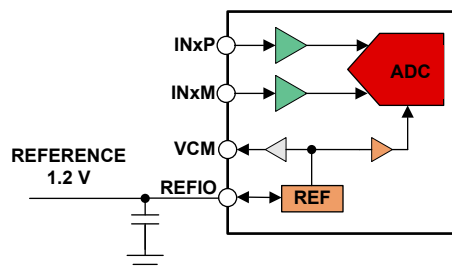 INxP
INxM
ADC
VCM
REFERENCE
1.2 V
REFIO
REF